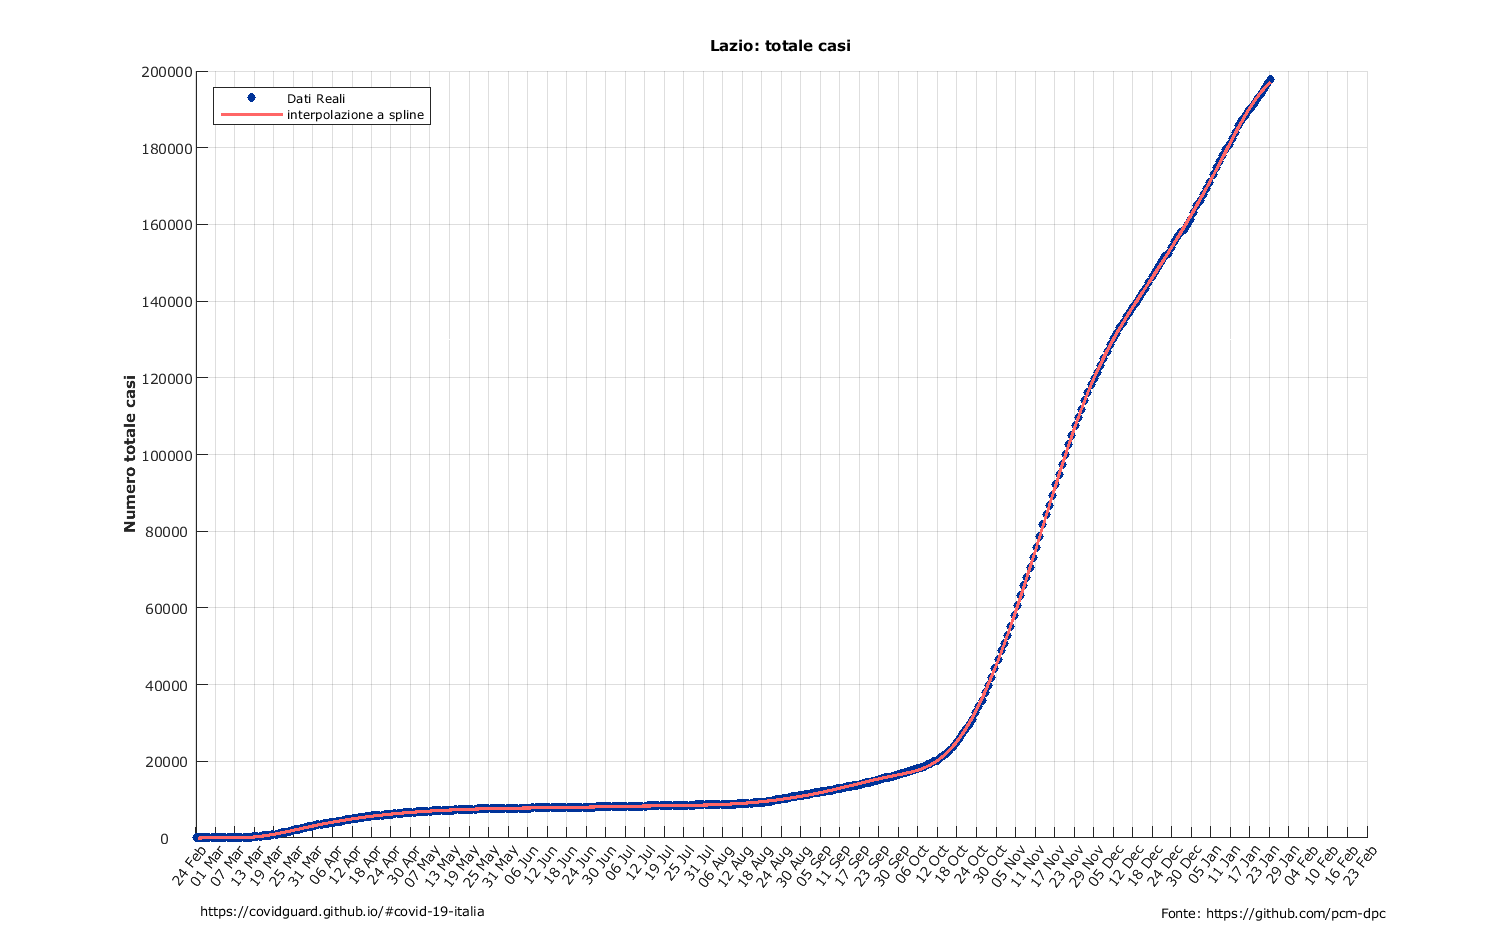 Lazio: totale casi
Dati Reali
interpolazione a spline
Numero totale casi
200000
180000
160000
140000
120000
100000
80000
60000
40000
20000
0
24 Feb
01 Mar
07 Mar
13 Mar
19 Mar
25 Mar
31 Mar
06 Apr
12 Apr
18 Apr
24 Apr
30 Apr
07 May
13 May
19 May
25 May
31 May
06 Jun
12 Jun
18 Jun
24 Jun
30 Jun
06 Jul
12 Jul
19 Jul
25 Jul
31 Jul
06 Aug
12 Aug
18 Aug
24 Aug
30 Aug
05 Sep
11 Sep
17 Sep
23 Sep
30 Sep
06 Oct
12 Oct
18 Oct
24 Oct
30 Oct
05 Nov
11 Nov
17 Nov
23 Nov
29 Nov
05 Dec
12 Dec
18 Dec
24 Dec
30 Dec
05 Jan
11 Jan
17 Jan
23 Jan
29 Jan
04 Feb
10 Feb
16 Feb
23 Feb
https://covidguard.github.io/#covid-19-italia
Fonte: https://github.com/pcm-dpc